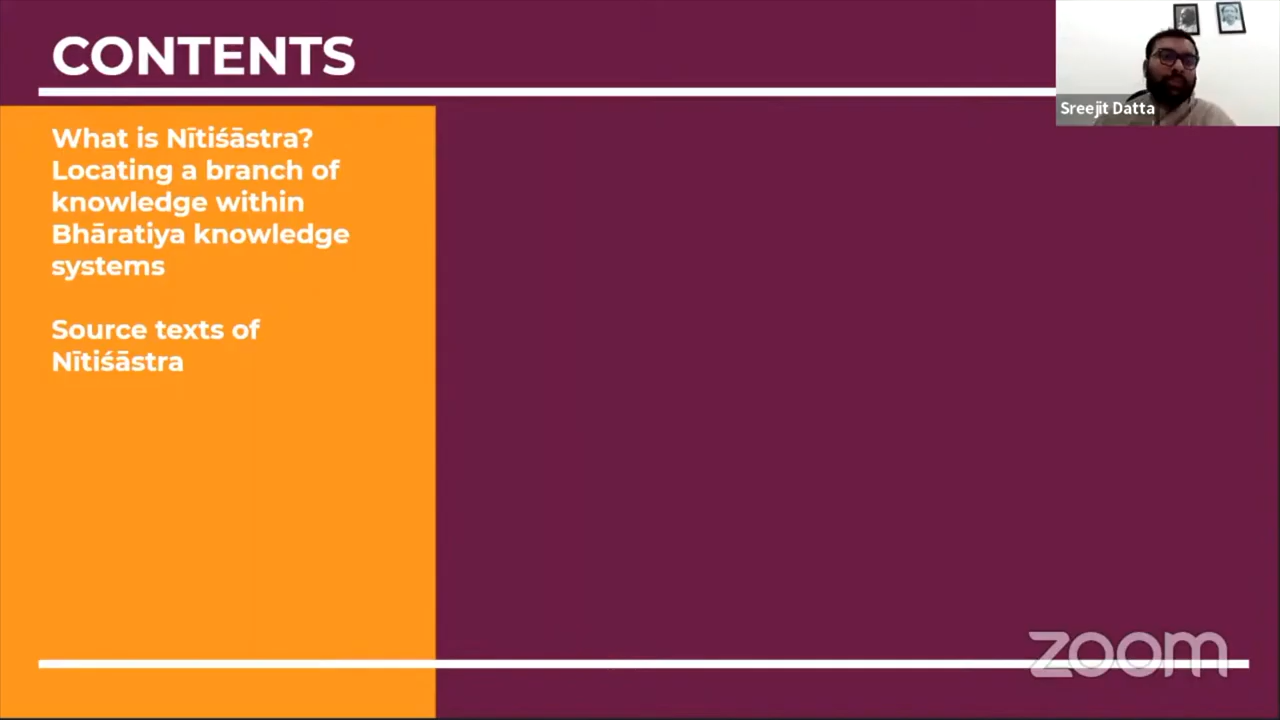 CONTENTS
Sreejit Datta
What is Nītiśāstra?
Locating a branch of
knowledge within
Bhāratiya knowledge
systems
Source texts of
Nītiśāstra
zoom